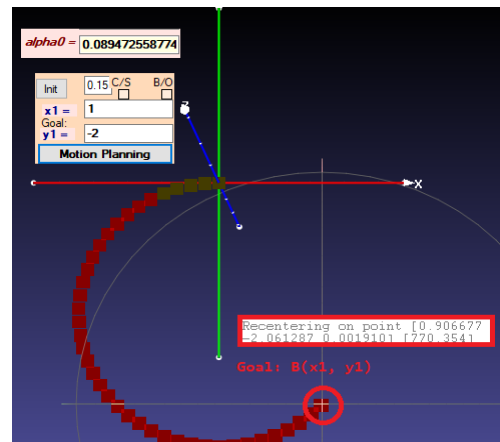 alpha0 = 0.089472558774
Init 0.15 C/S B/O
x1 = 1
Goal:
y1 = -2
Motion Planning
z
x
Recentering on point [0.906677
-2.061287 0.001910] [770.354]
Goal: B(x1, y1)